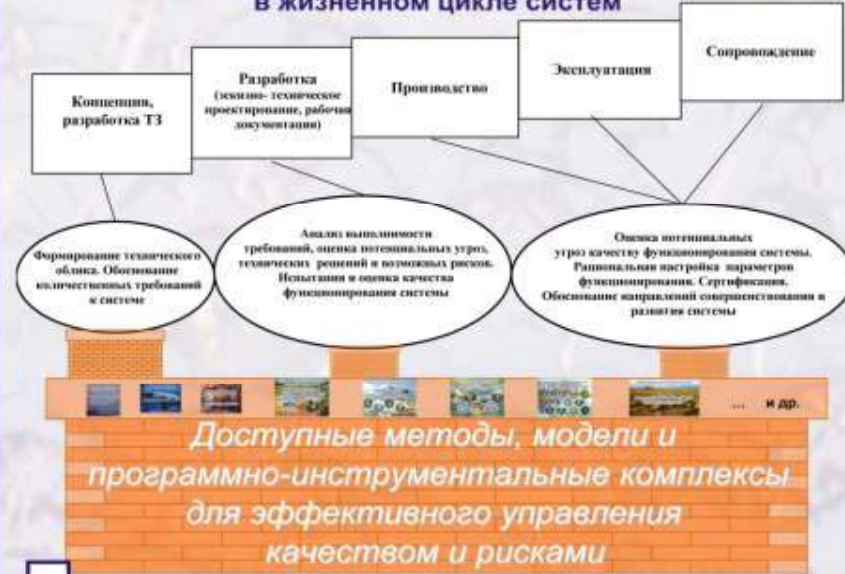 в жизненном цикле систем
Концепция,
разработка ТЗ
Разработка
(эскизно- техническое
проектирование, рабочая
документация)
Производство
Эксплуатация
Сопровождение
Формирование технического
облика. Обоснование
количественных требований
к системе
Анализ выполнимости
требований, оценка потенциальных угроз,
технических решений и возможных рисков.
Испытания и оценка качества
функционирования системы
Оценка потенциальных
угроз качеству функционирования системы.
Рациональная настройка параметров
функционирования. Сертификация.
Обоснование направлений совершенствования и
развития системы
... и др.
Доступные методы, модели и
программно-инструментальные комплексы
для эффективного управления
качеством и рисками